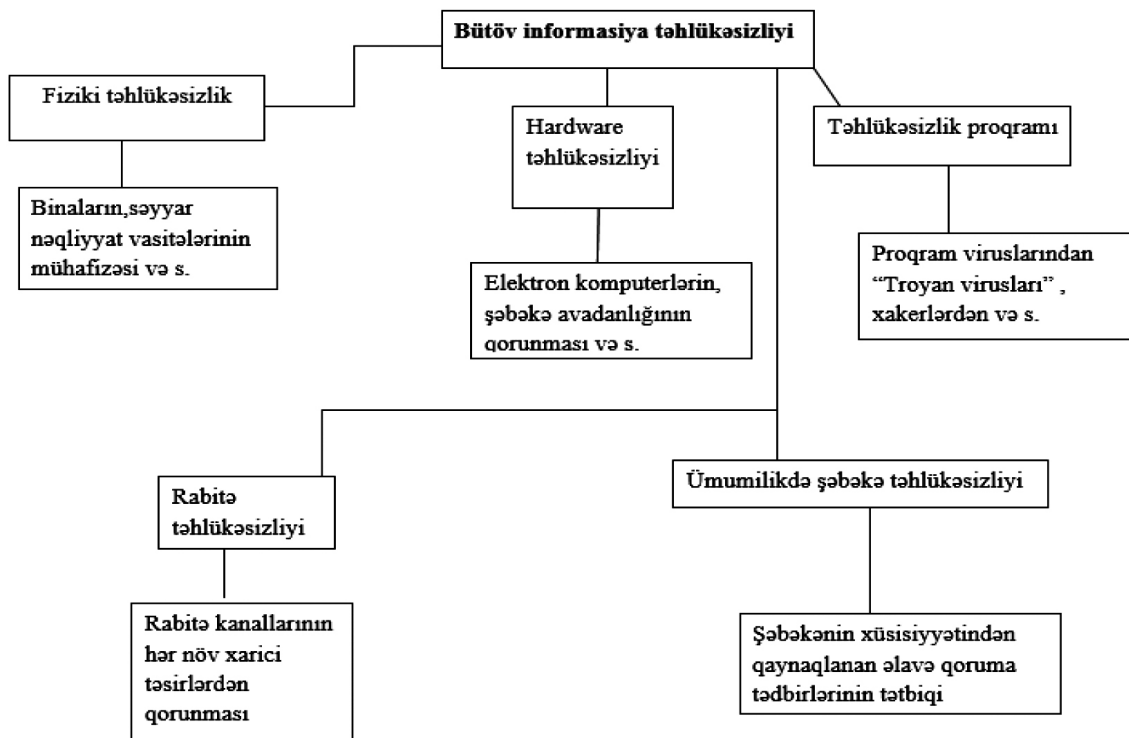 Bütöv informasiya təhlükəsizliyi
Fiziki təhlükəsizlik
Hardware
təhlükəsizliyi
Təhlükəsizlik proqramı
Binaların,səyyar
nəqliyyat vasitələrinin
mühafizəsi və s.
Elektron komputerlərin,
şəbəkə avadanlığının
qorunması və s.
Proqram viruslarından
“Troyan virusları” ,
xakerlərdən və s.
Rabitə
təhlükəsizliyi
Ümumilikdə şəbəkə təhlükəsizliyi
Rabitə kanallarının
hər növ xarici
təsirlərdən
qorunması
Şəbəkənin xüsisiyyətindən
qaynaqlanan əlavə qoruma
tədbirlərinin tətbiqi